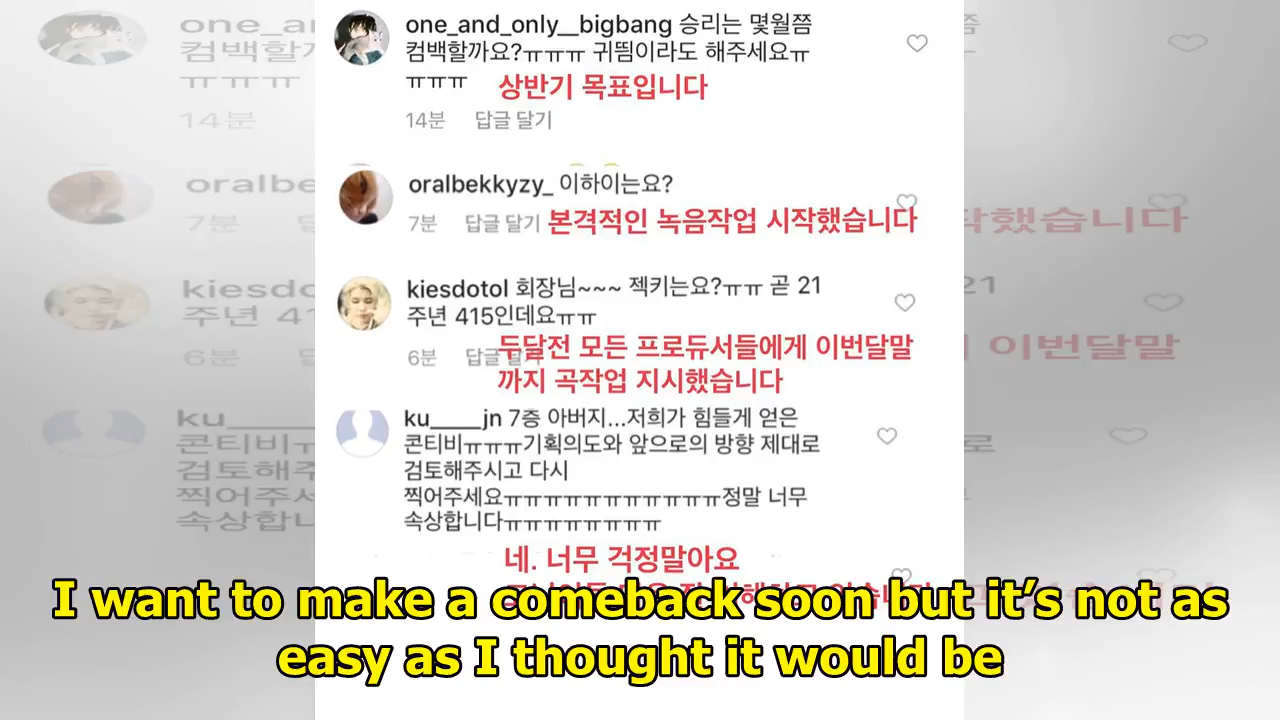 one_and_only__bigbang 승리는 몇월쯤
컴백할까요?ㅠㅠㅠ 귀띔이라도 해주세요ㅠ
ㅠㅠㅠ 상반기 목표입니다
14분 답글 달기
oralbekkyzy_ 이하이는요?
7분 답글 달기 본격적인 녹음작업 시작했습니다
kiesdotol 회장님~~~ 젝키는요?ㅠㅠ 곧 21
주년 415인데요ㅠㅠ
두달전 모든 프로듀서들에게 이번달말
6분 답글 달기
까지 곡작업 지시했습니다
ku____jn 7층 아버지...저희가 힘들게 얻은
콘티비ㅠㅠㅠ기획의도와 앞으로의 방향 제대로
검토해주시고 다시
찍어주세요ㅠㅠㅠㅠㅠㅠㅠㅠㅠㅠㅠ정말 너무
속상합니다ㅠㅠㅠㅠㅠㅠㅠㅠ
네. 너무 걱정말아요
I want to make a comeback soon but it’s not as
easy as I thought it would be